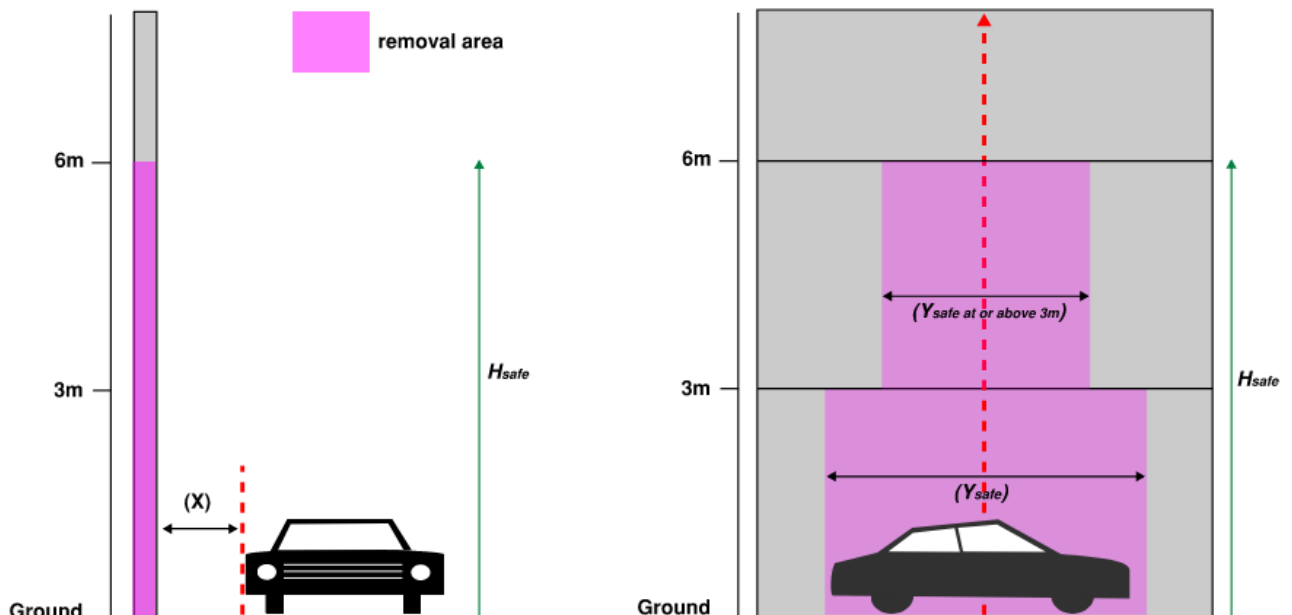 removal area
6m
3m
Ground
(X)
Hsafe
6m
3m
Ground
(Ysafe at or above 3m)
(Ysafe)
Hsafe